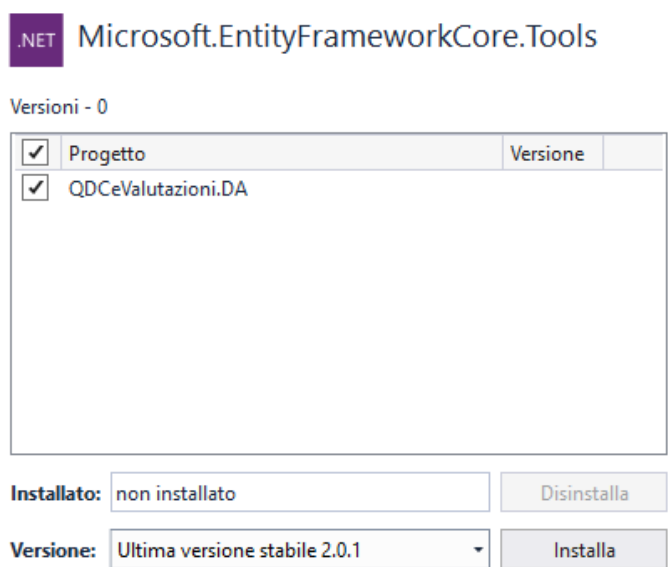 .NET Microsoft.EntityFrameworkCore.Tools
Versioni - 0
Progetto Versione
QDCeValutazioni.DA
Installato: non installato Disinstalla
Versione: Ultima versione stabile 2.0.1 Installa